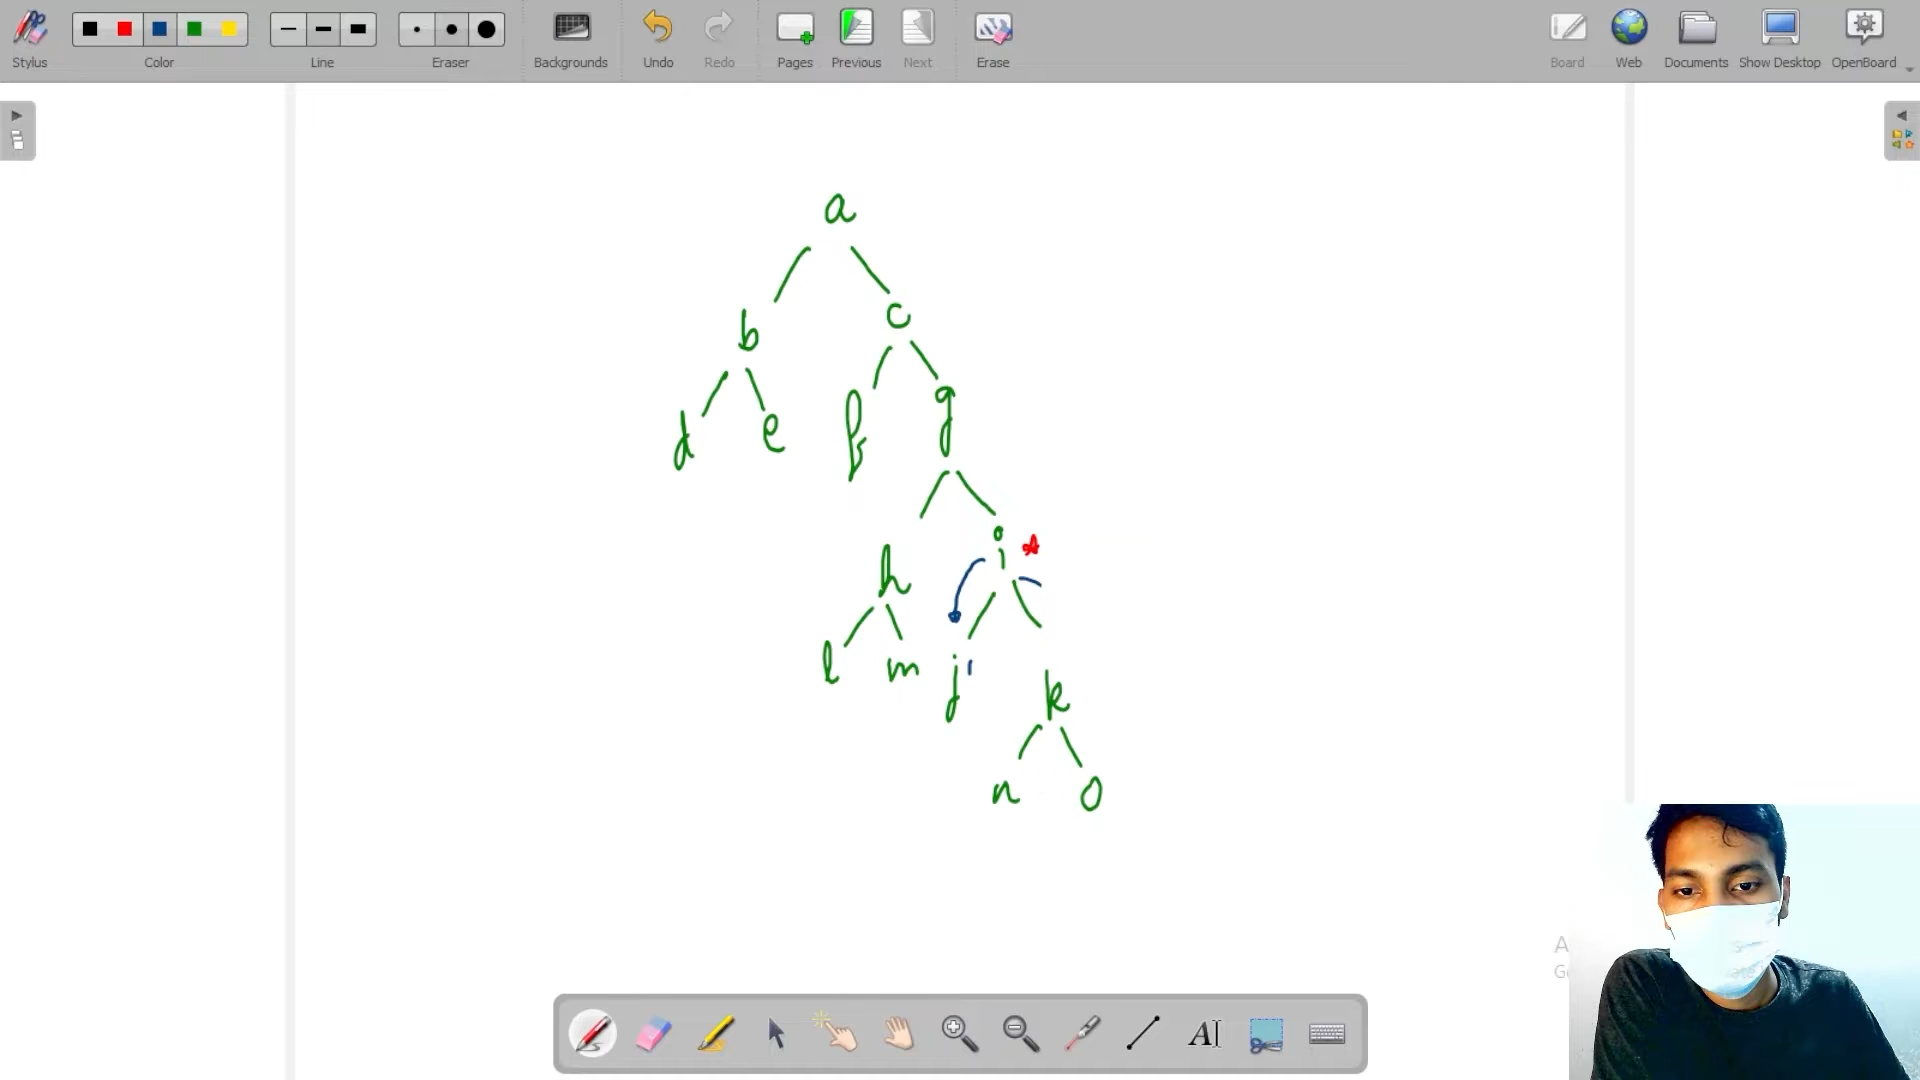 Stylus
Color
Line
Eraser
Backgrounds
Undo
Redo
Pages
Previous
Next
Erase
Board
Web
Documents
Show Desktop
OpenBoard
a
b c
d e f g
h i
l m j k
n o
A
G